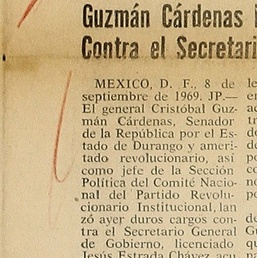 Guzmán Cárdenas
Contra el Secretari
MEXICO, D. F., 8 de
septiembre de 1969. JP.—
El general Cristóbal Guz-
mán Cárdenas, Senador
de la República por el Es-
tado de Durango y ameri-
tado revolucionario, así
como jefe de la Sección
Política del Comité Nacio-
nal del Partido Revolu-
cionario Institucional, lan
zó ayer duros cargos con-
tra el Secretario General
de Gobierno, licenciado
Jesús Estrada Chávez, acu